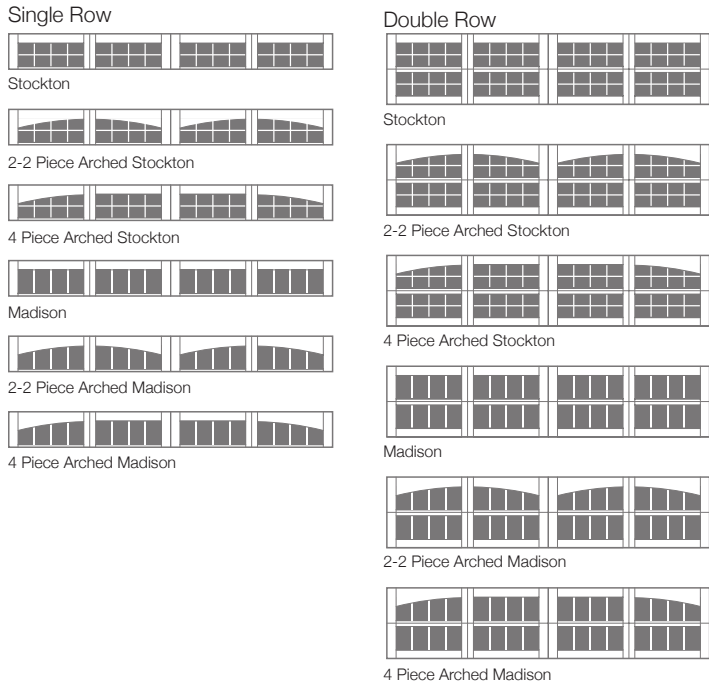 Single Row
Stockton
2-2 Piece Arched Stockton
4 Piece Arched Stockton
Madison
2-2 Piece Arched Madison
4 Piece Arched Madison
Double Row
Stockton
2-2 Piece Arched Stockton
4 Piece Arched Stockton
Madison
2-2 Piece Arched Madison
4 Piece Arched Madison